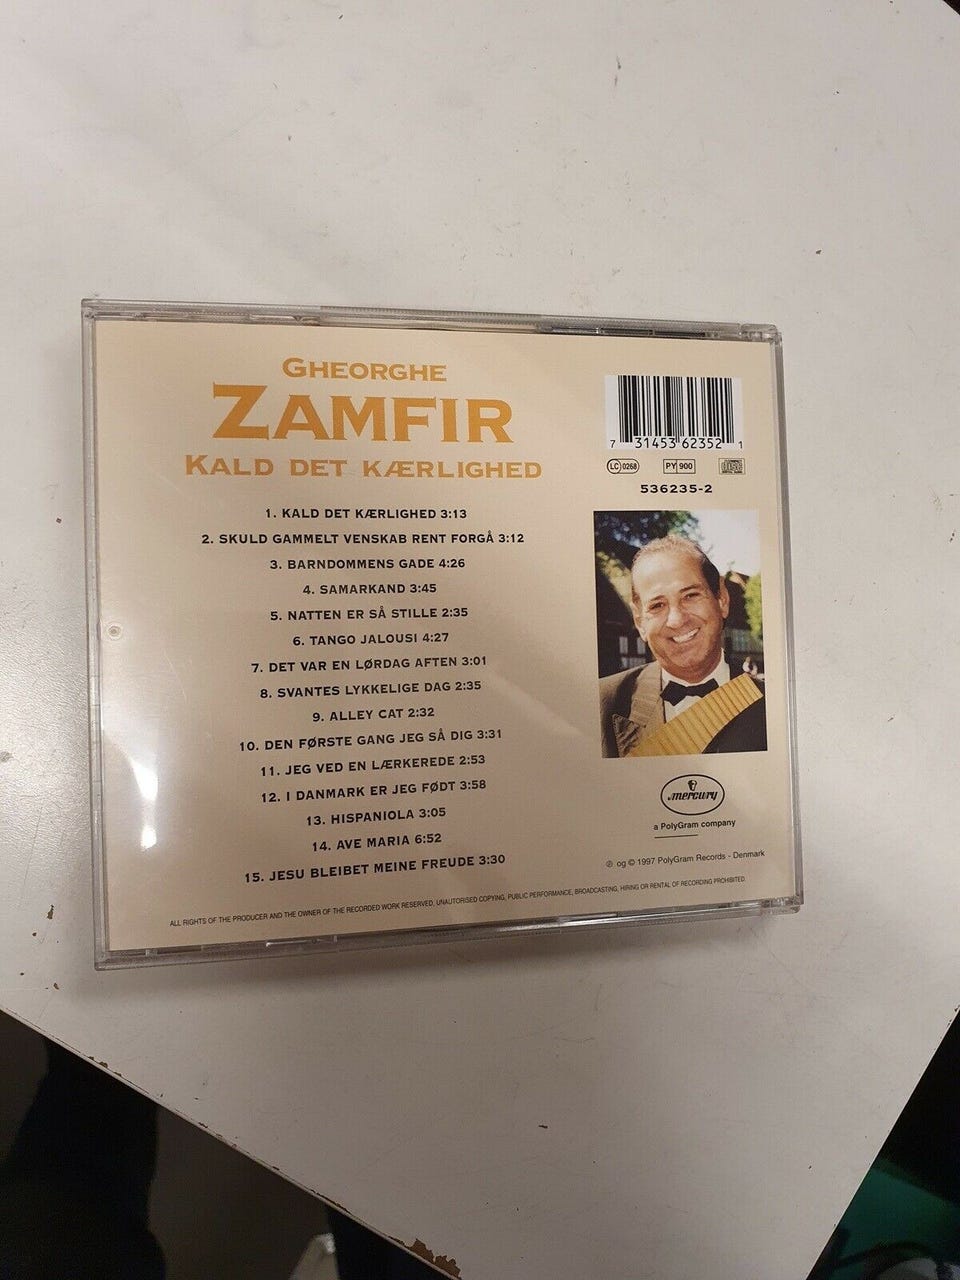 GHEORGHE
ZAMFIR
KALD DET KÆRLIGHED
1. KALD DET KÆRLIGHED 3:13
2. SKULD GAMMELT VENSKAB RENT FORGÅ 3:12
3. BARNDOMMENS GADE 4:26
4. SAMARKAND 3:45
5. NATTEN ER SÅ STILLE 2:35
6. TANGO JALOUSI 4:27
7. DET VAR EN LØRDAG AFTEN 3:01
8. SVANTES LYKKELIGE DAG 2:35
9. ALLEY CAT 2:32
10. DEN FØRSTE GANG JEG SÅ DIG 3:31
11. JEG VED EN LÆRKEREDE 2:53
12. I DANMARK ER JEG FØDT 3:58
13. HISPANIOLA 3:05
14. AVE MARIA 6:52
15. JESU BLEIBET MEINE FREUDE 3:30
7 31453 62352 1
LC 0268 PY 900
536235-2
mercury
a PolyGram company
℗ og © 1997 PolyGram Records - Denmark
ALL RIGHTS OF THE PRODUCER AND THE OWNER OF THE RECORDED WORK RESERVED, UNAUTORISED COPYING, PUBLIC PERFORMANCE, BROADCASTING, HIRING OR RENTAL OF RECORDING PROHIBITED.